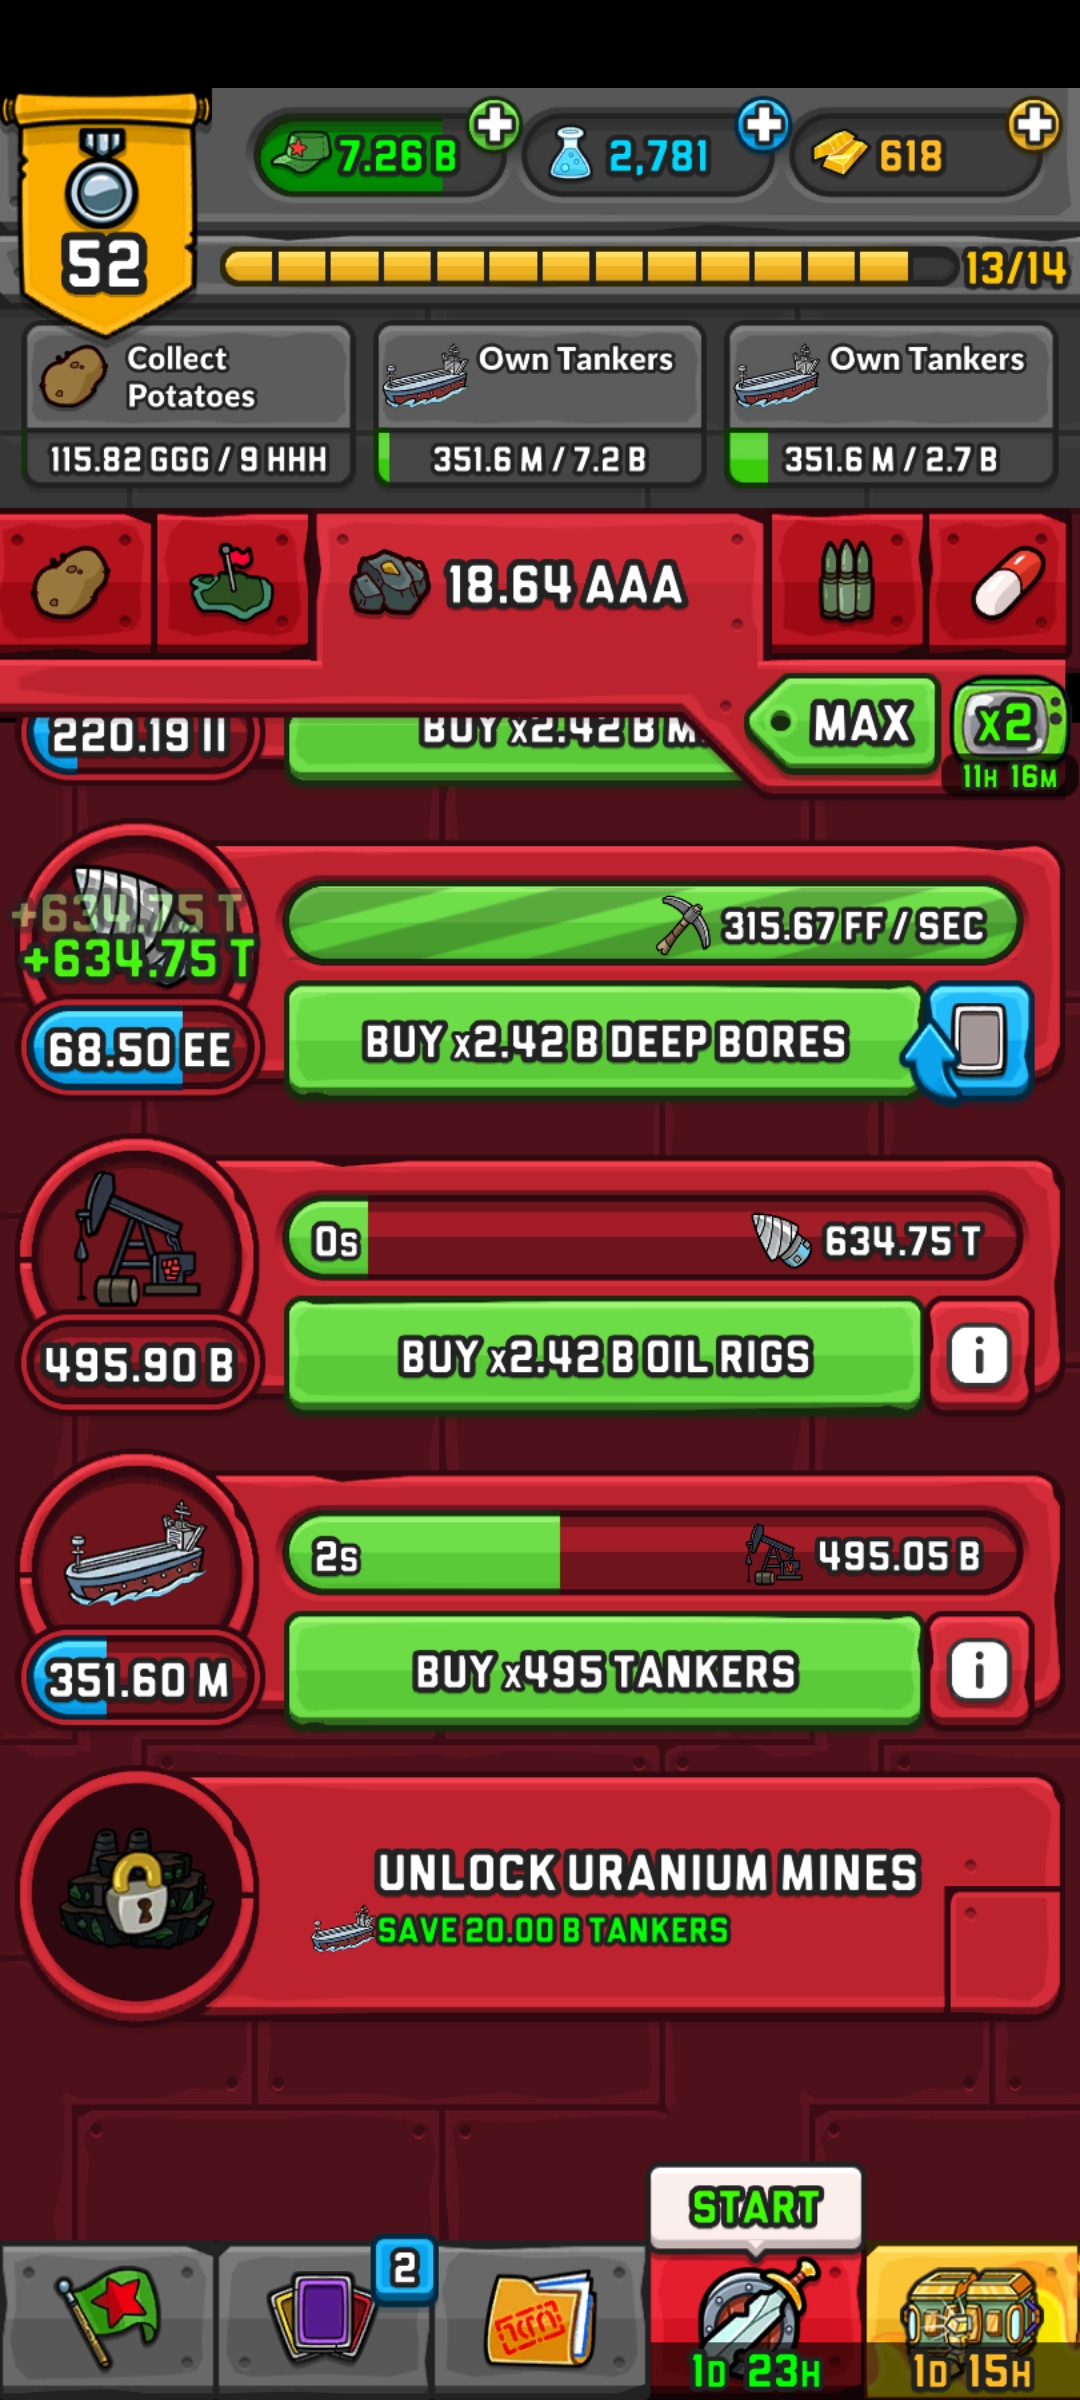 7.26 B
2,781
618
52
13/14
Collect
Potatoes
115.82 GGG / 9 HHH
Own Tankers
351.6 M / 7.2 B
Own Tankers
351.6 M / 2.7 B
18.64 AAA
MAX
x2
11H 16M
220.19 II
BUY x2.42 B M
+634.75 T
+634.75 T
315.67 FF / SEC
68.50 EE
BUY x2.42 B DEEP BORES
0s
634.75 T
495.90 B
BUY x2.42 B OIL RIGS
i
2s
495.05 B
351.60 M
BUY x495 TANKERS
i
UNLOCK URANIUM MINES
SAVE 20.00 B TANKERS
START
2
1D 23H
1D 15H